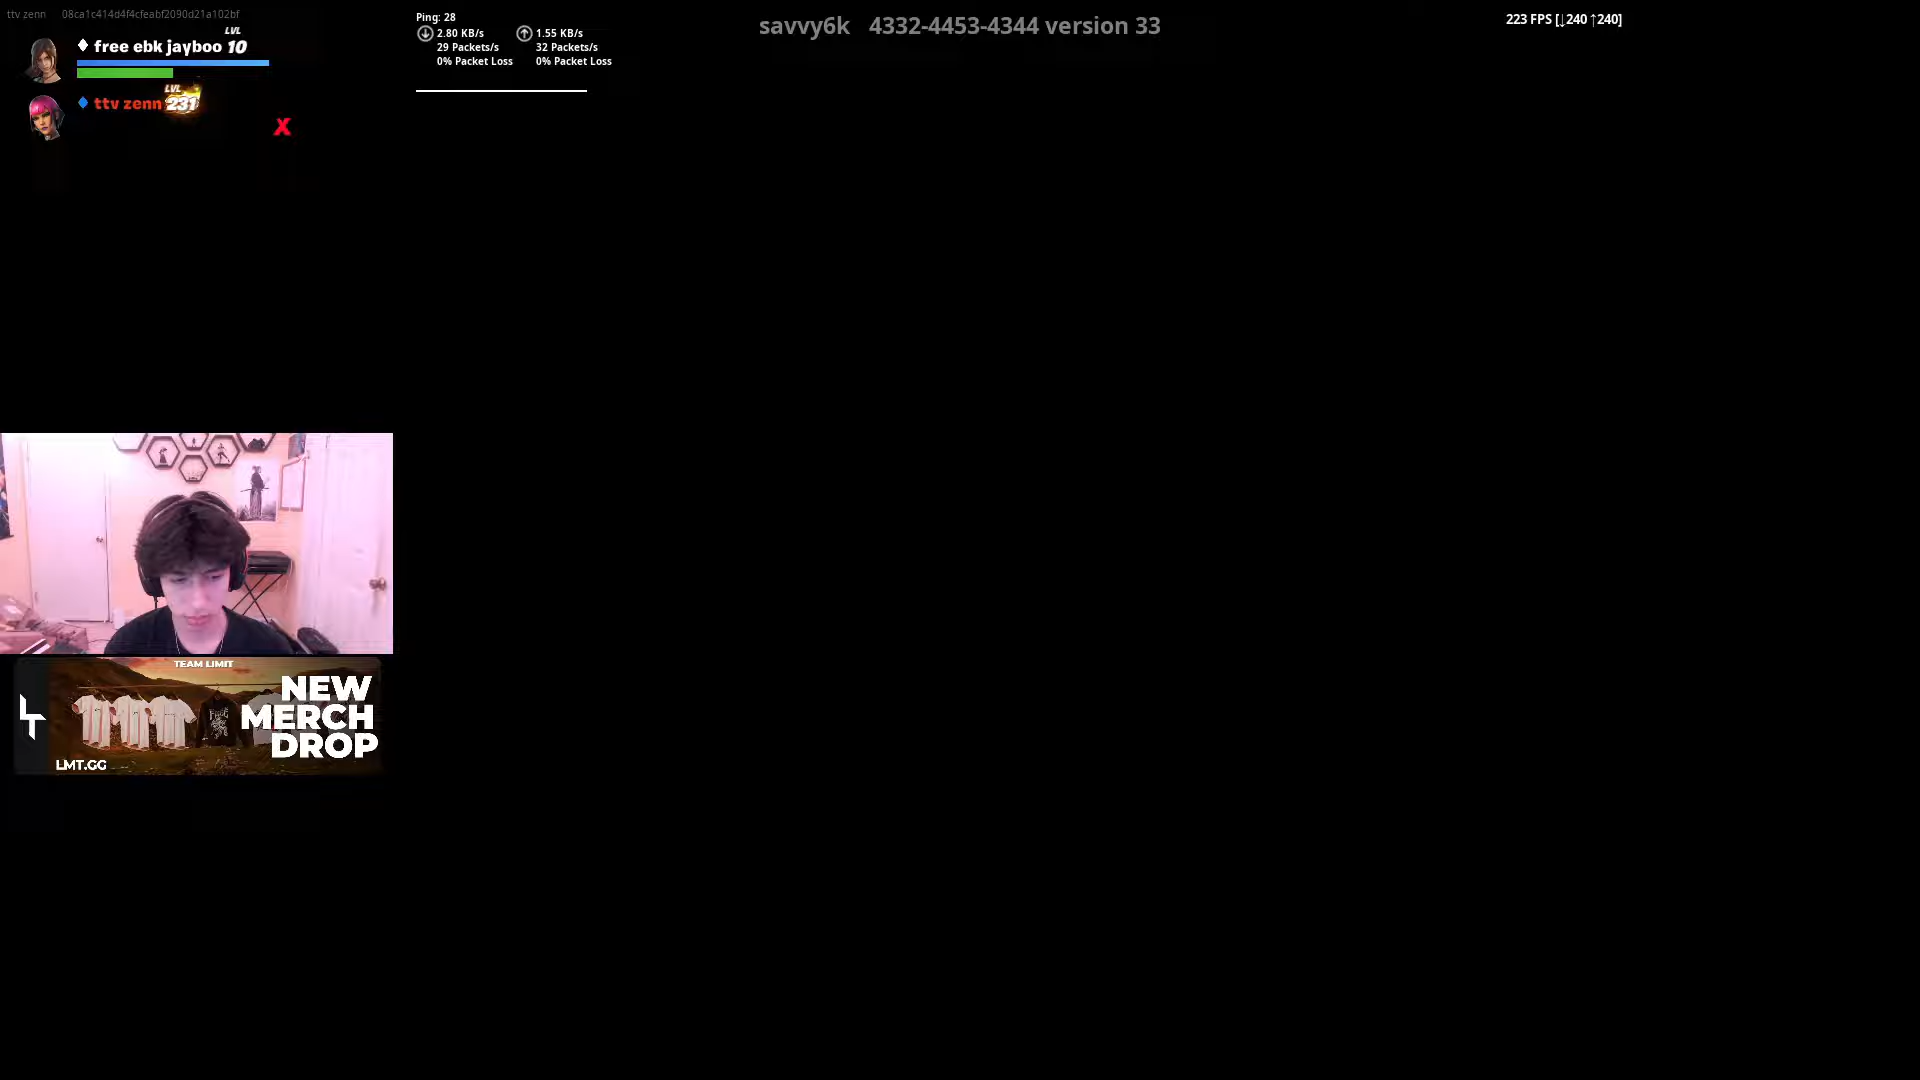 ttv zenn 08ca1c414d4f4cfeabf2090d21a102bf
LVL
free ebk jayboo 10
LVL
ttv zenn 231
X
Ping: 28
2.80 KB/s 1.55 KB/s
29 Packets/s 32 Packets/s
0% Packet Loss 0% Packet Loss
savvy6k 4332-4453-4344 version 33
223 FPS [↓240 ↑240]
TEAM LIMIT
NEW
MERCH
DROP
LMT.GG